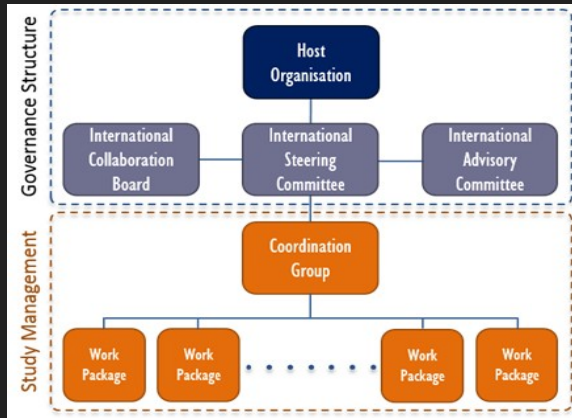 Governance Structure
Host
Organisation
International
Collaboration
Board
International
Steering
Committee
International
Advisory
Committee
Study Management
Coordination
Group
Work
Package
Work
Package
Work
Package
Work
Package